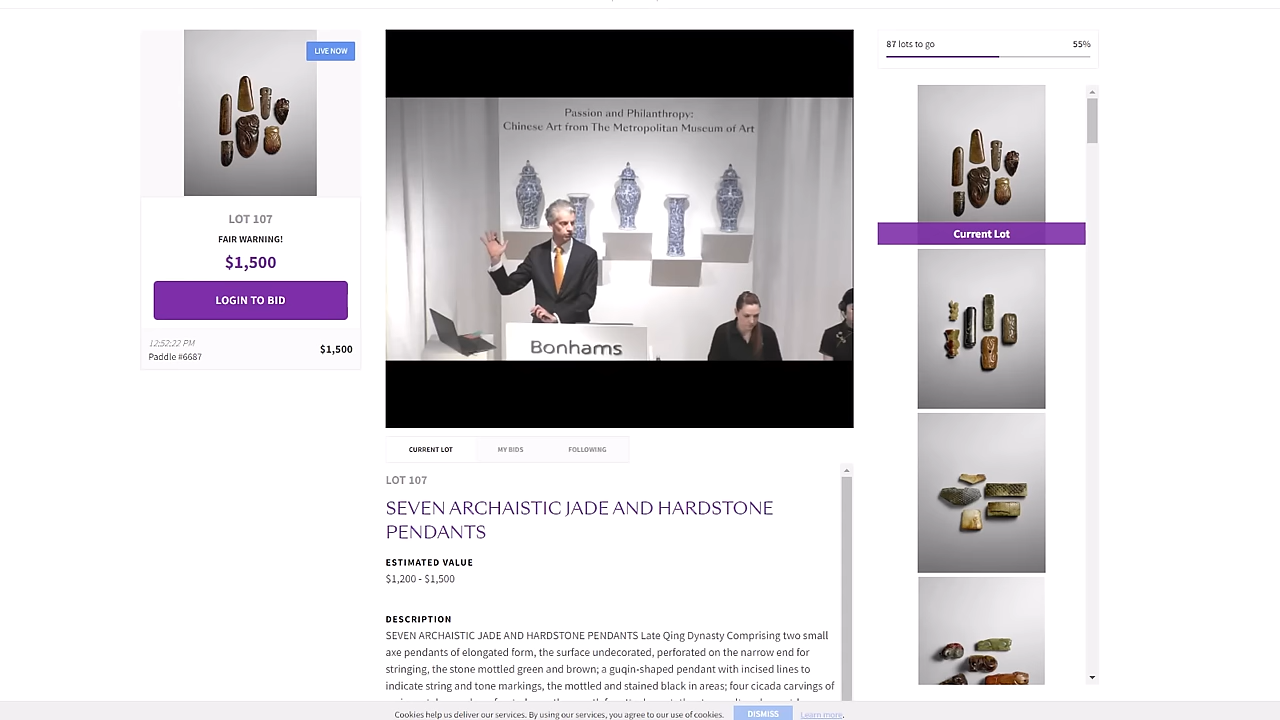 LIVE NOW
LOT 107
FAIR WARNING!
$1,500
LOGIN TO BID
12:52:22 PM
Paddle #6687
$1,500
Passion and Philanthropy:
Chinese Art from The Metropolitan Museum of Art
Bonhams
87 lots to go
55%
Current Lot
CURRENT LOT
MY BIDS
FOLLOWING
LOT 107
SEVEN ARCHAISTIC JADE AND HARDSTONE
PENDANTS
ESTIMATED VALUE
$1,200 - $1,500
DESCRIPTION
SEVEN ARCHAISTIC JADE AND HARDSTONE PENDANTS Late Qing Dynasty Comprising two small
axe pendants of elongated form, the surface undecorated, perforated on the narrow end for
stringing, the stone mottled green and brown; a guqin-shaped pendant with incised lines to
indicate string and tone markings, the mottled and stained black in areas; four cicada carvings of
Cookies help us deliver our services. By using our services, you agree to our use of cookies.
DISMISS
Learn more.